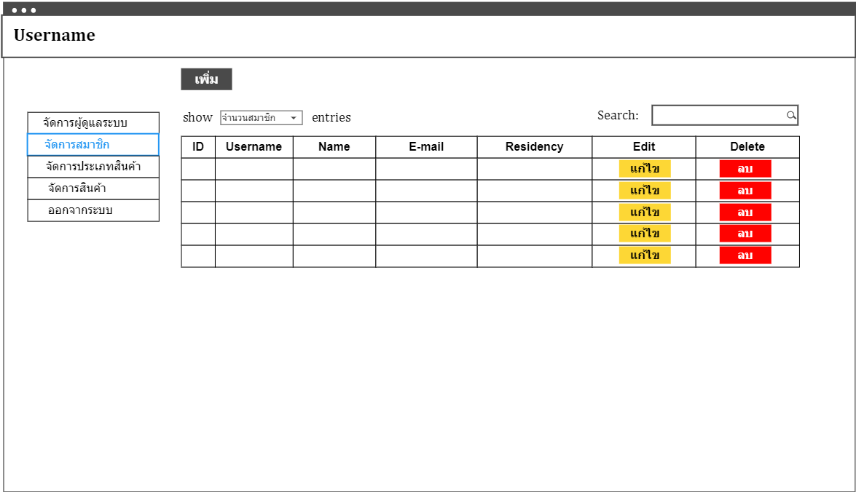 Username
เพิ่ม
show จำนวนสมาชิก entries Search:
จัดการผู้ดูแลระบบ
จัดการสมาชิก
จัดการประเภทสินค้า
จัดการสินค้า
ออกจากระบบ
ID Username Name E-mail Residency Edit Delete
แก้ไข ลบ
แก้ไข ลบ
แก้ไข ลบ
แก้ไข ลบ
แก้ไข ลบ